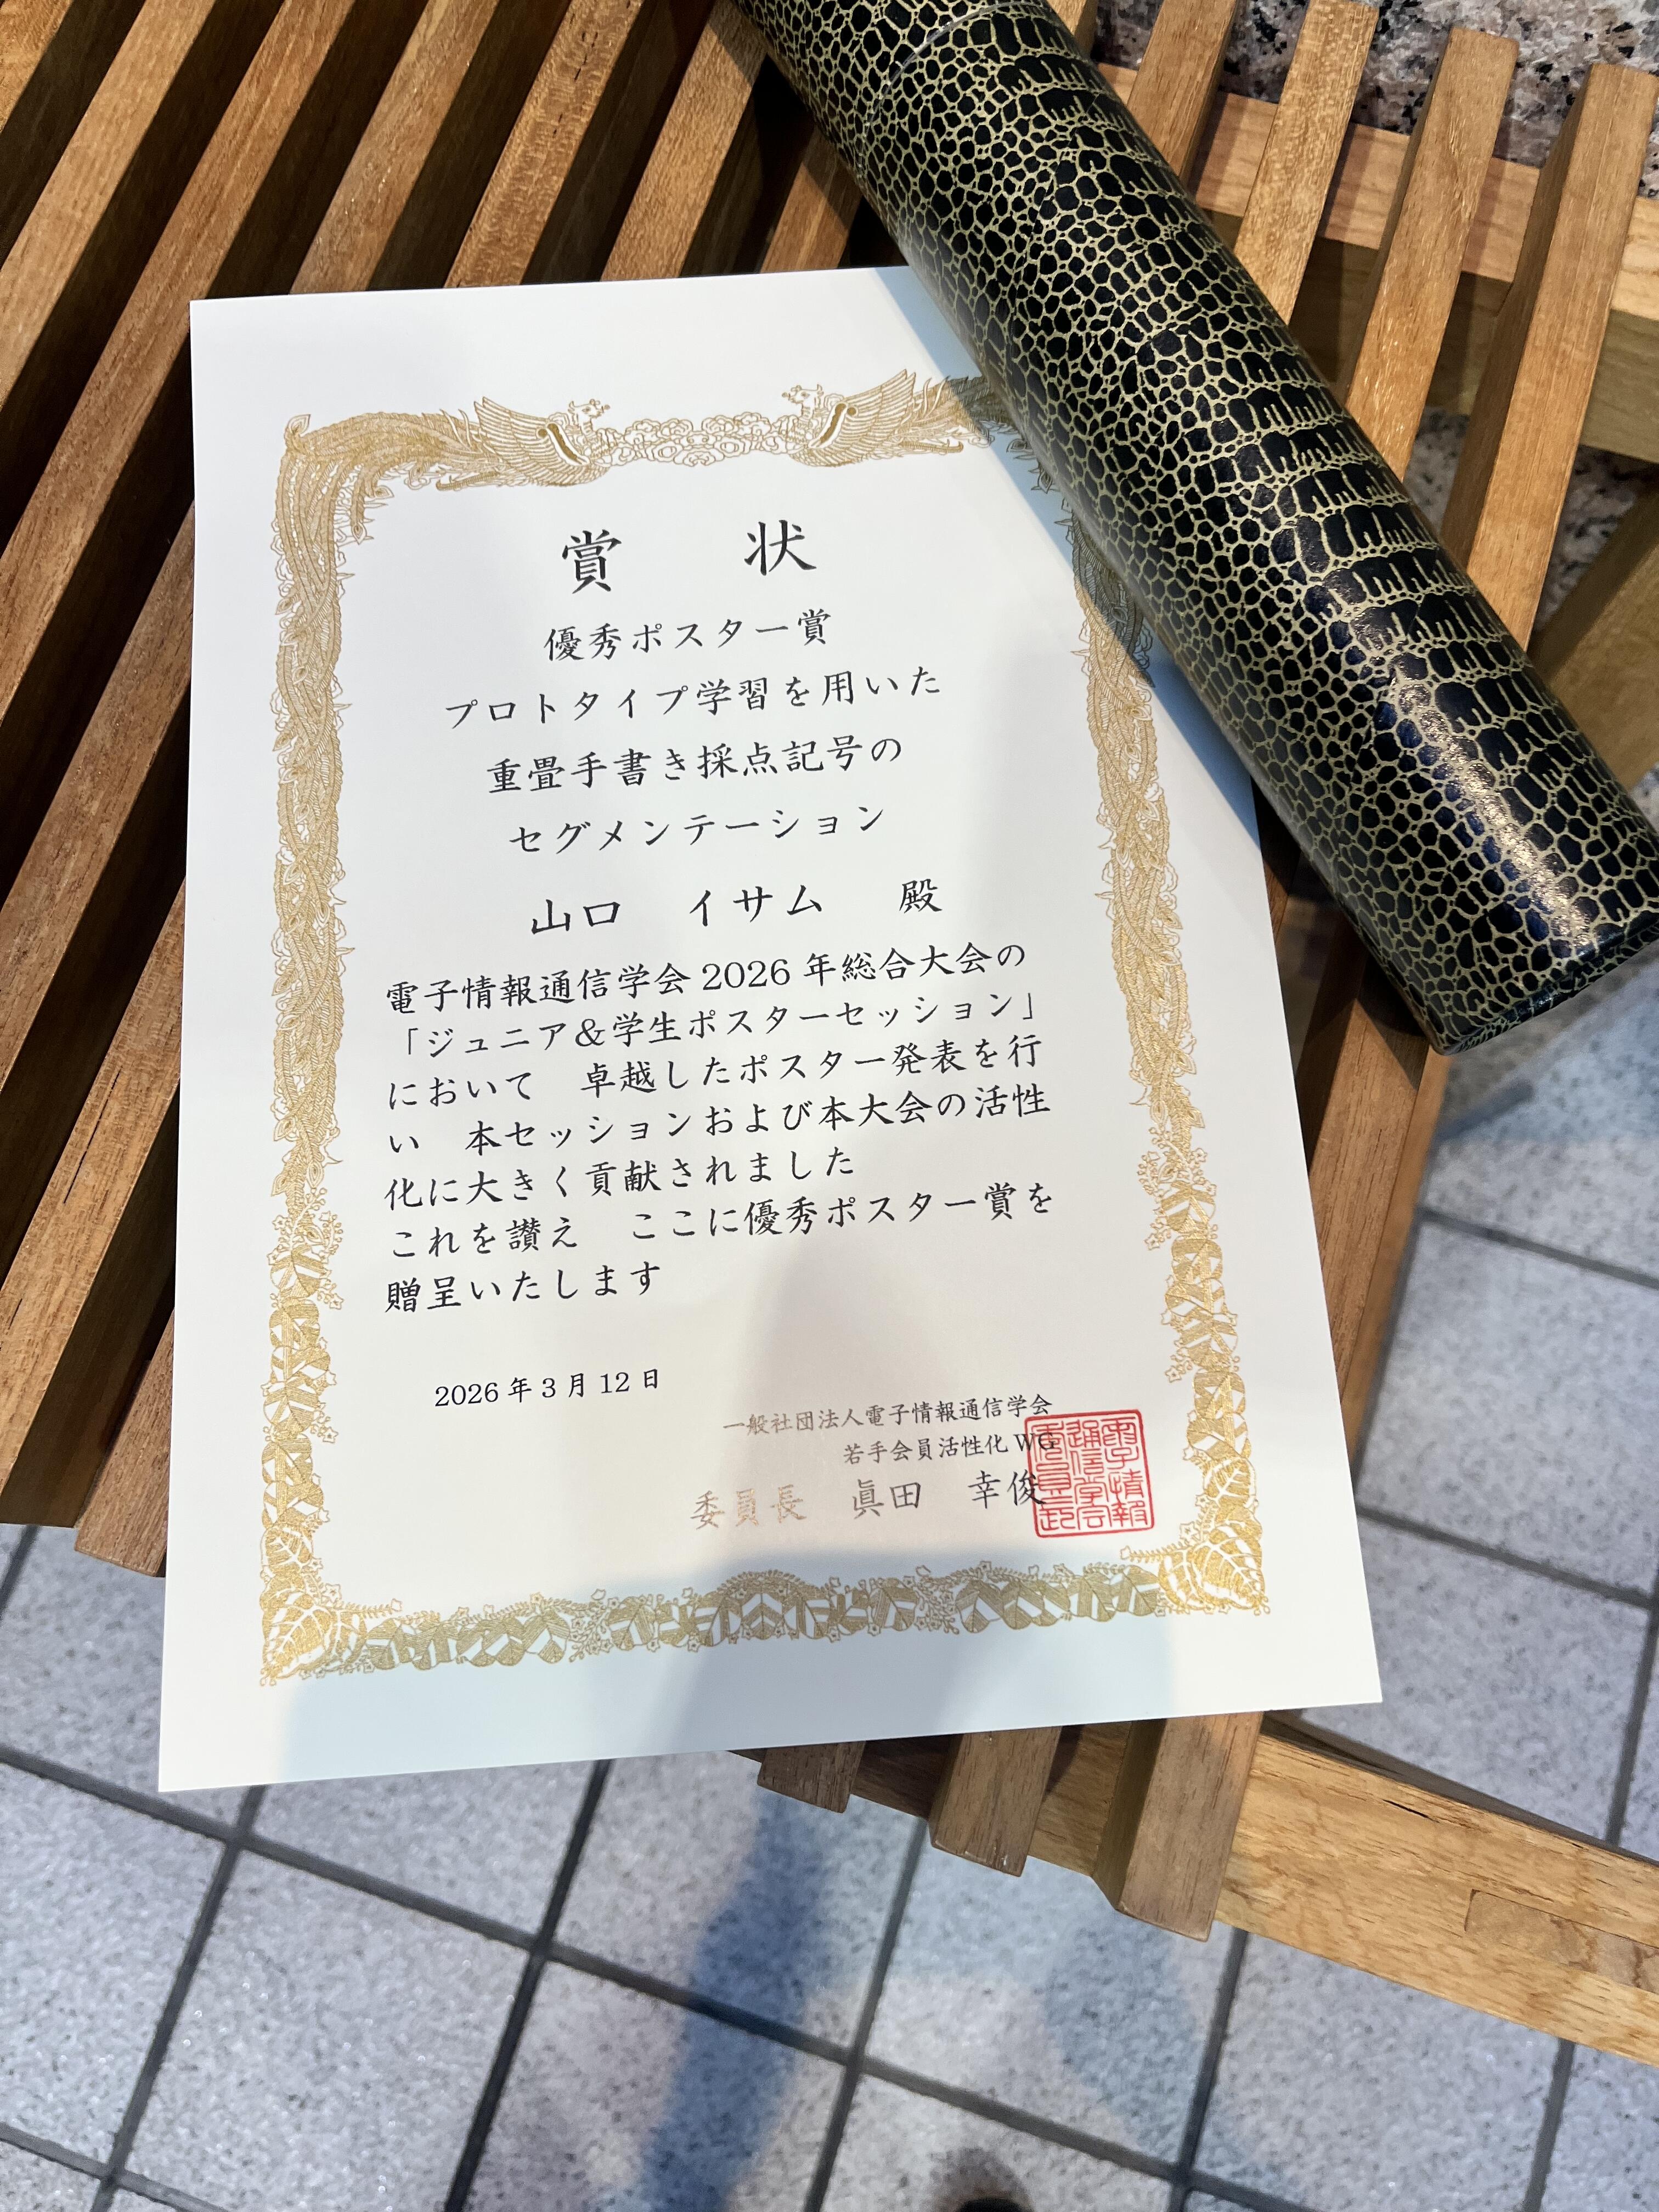 賞　状
優秀ポスター賞
プロトタイプ学習を用いた
重畳手書き採点記号の
セグメンテーション
山口　イサム　殿
電子情報通信学会 2026 年総合大会の
「ジュニア＆学生ポスターセッション」
において　卓越したポスター発表を行
い　本セッションおよび本大会の活性
化に大きく貢献されました
これを讃え　ここに優秀ポスター賞を
贈呈いたします
2026 年 3 月 12 日
一般社団法人電子情報通信学会
若手会員活性化 WG
委員長　眞田　幸俊
電子情報
通信学会